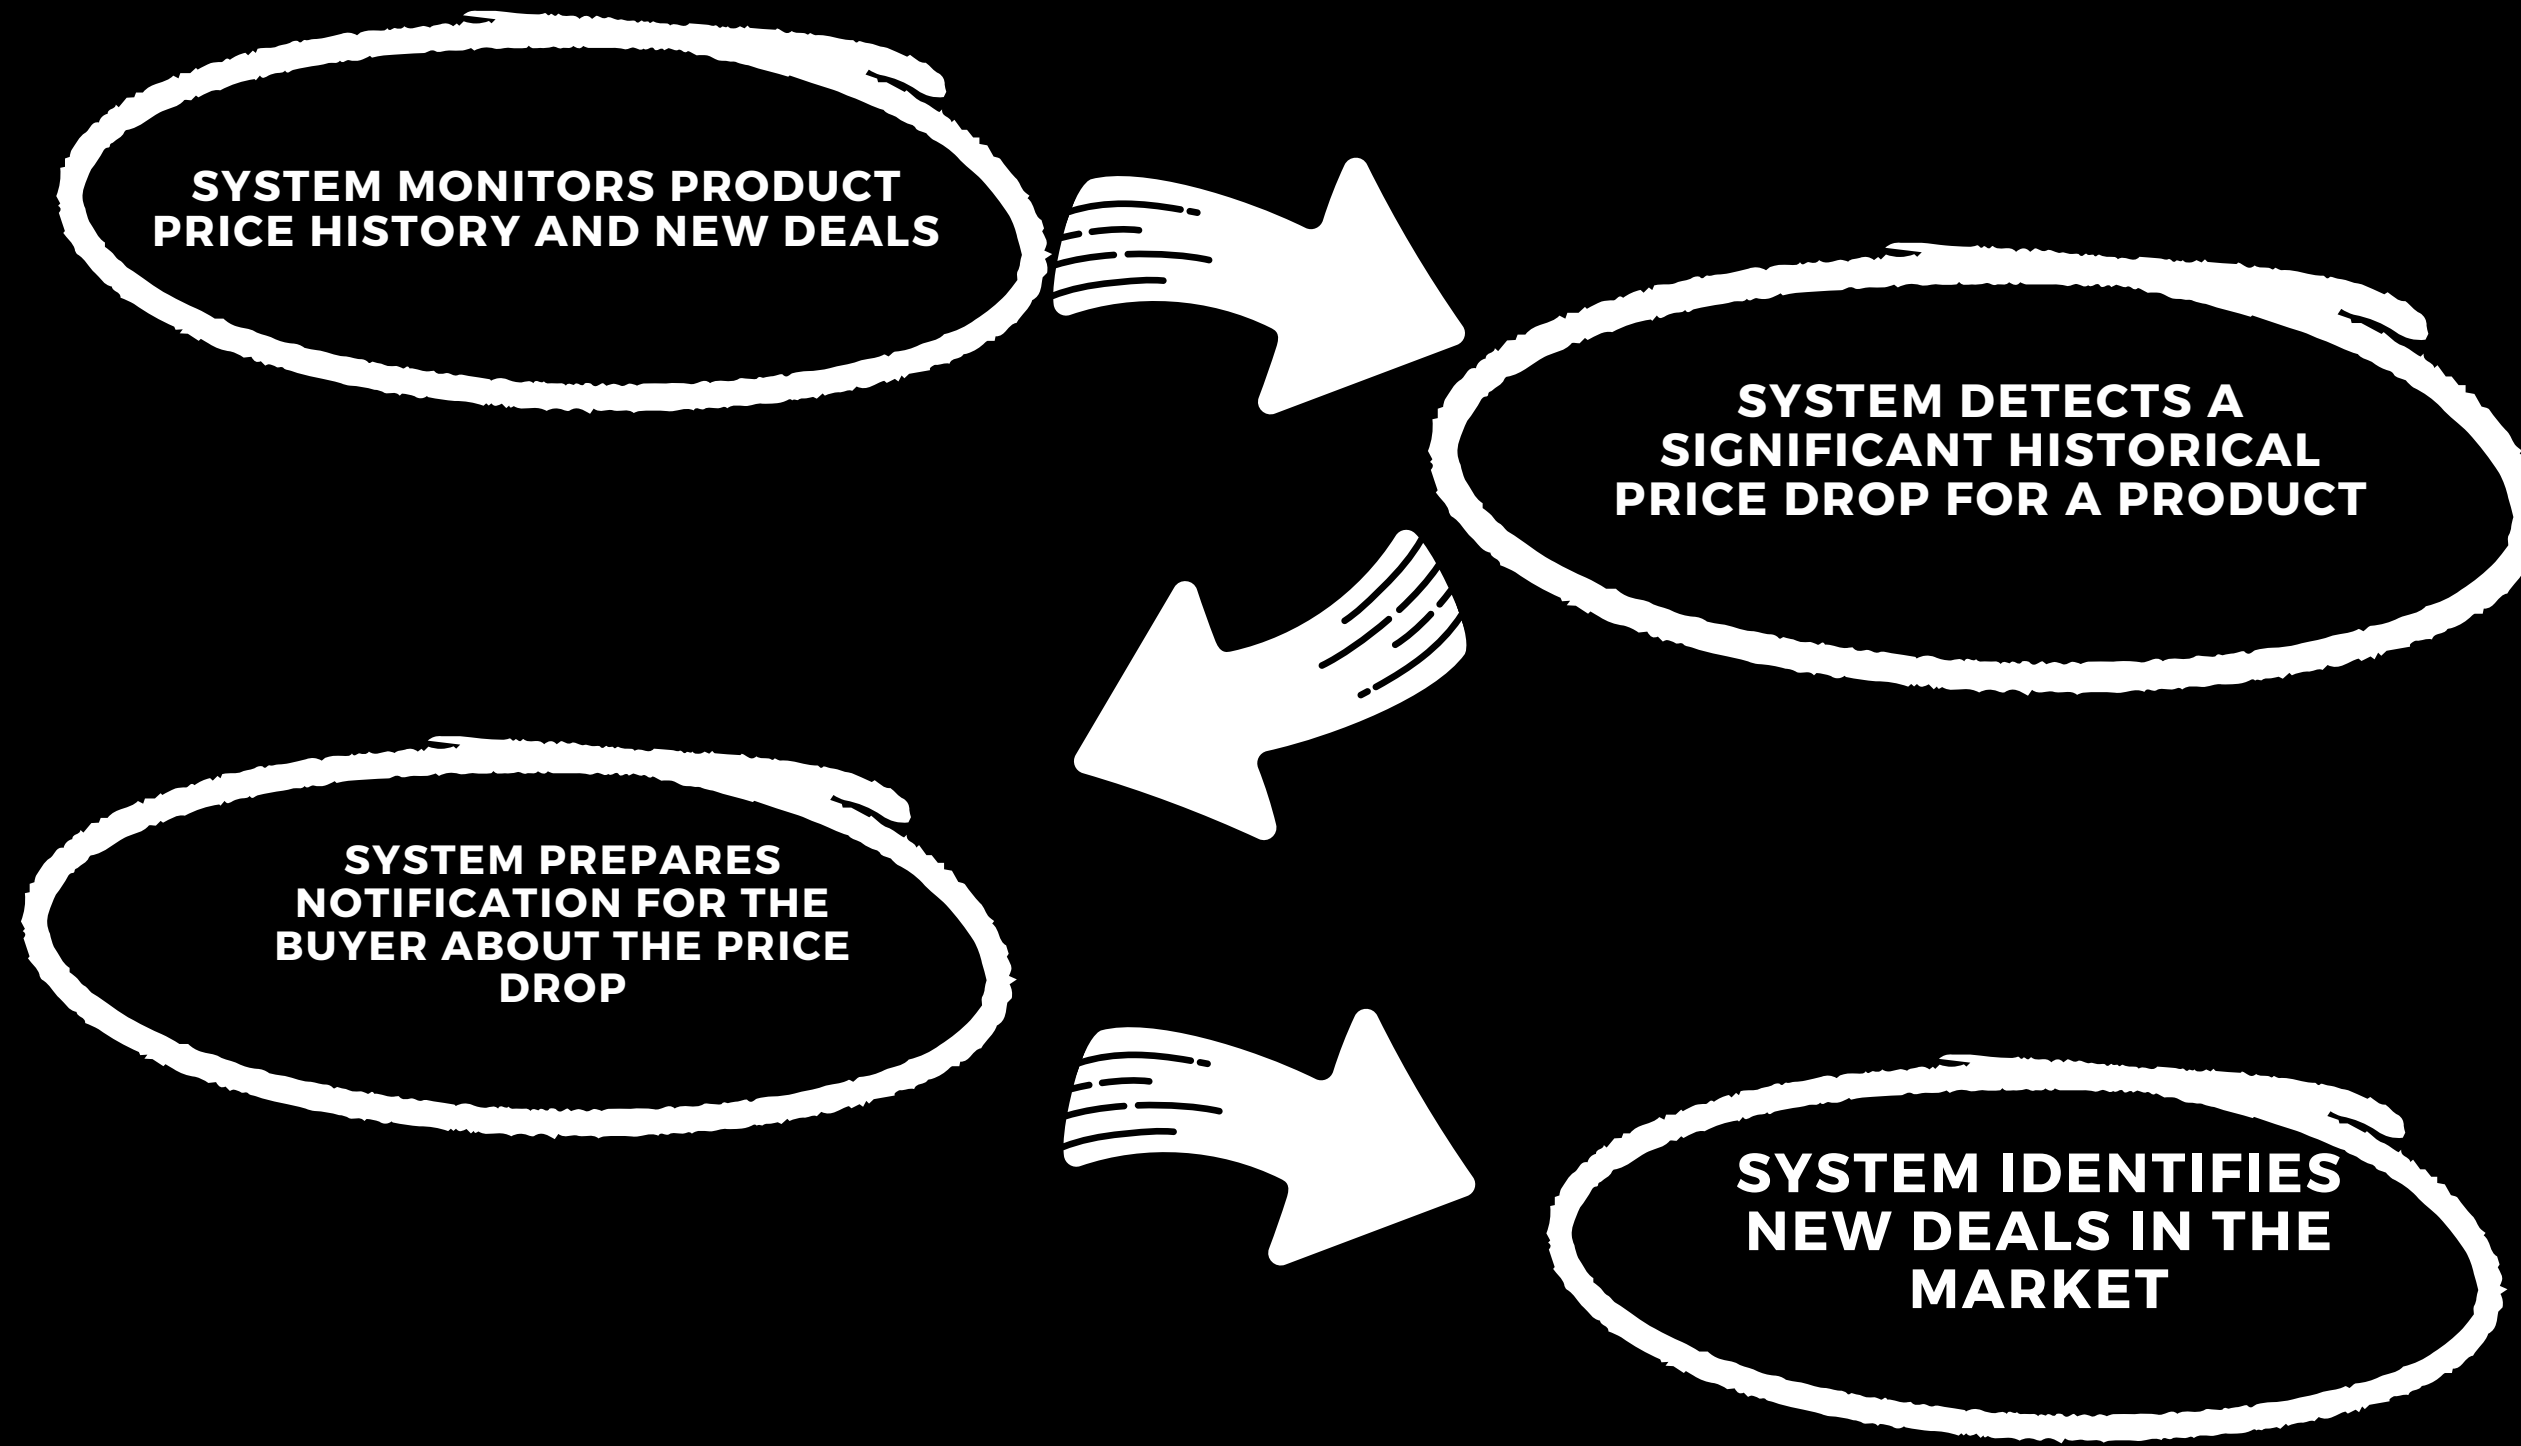 SYSTEM MONITORS PRODUCT
PRICE HISTORY AND NEW DEALS
SYSTEM DETECTS A
SIGNIFICANT HISTORICAL
PRICE DROP FOR A PRODUCT
SYSTEM PREPARES
NOTIFICATION FOR THE
BUYER ABOUT THE PRICE
DROP
SYSTEM IDENTIFIES
NEW DEALS IN THE
MARKET